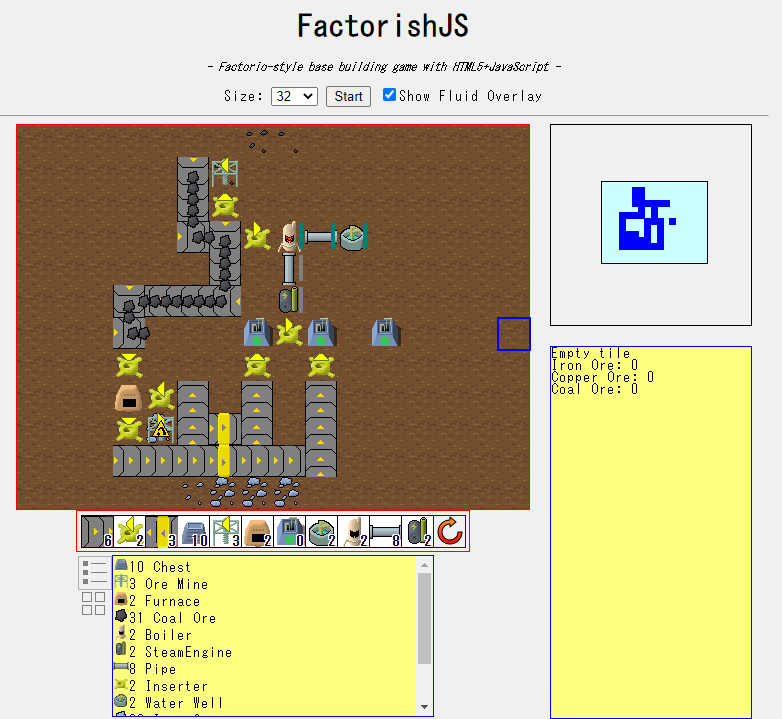 FactorishJS
- Factorio-style base building game with HTML5+JavaScript -
Size: 32 Start Show Fluid Overlay
Empty tile
Iron Ore: 0
Copper Ore: 0
Coal Ore: 0
6 2 3 10 3 2 0 2 2 8 2
10 Chest
3 Ore Mine
2 Furnace
31 Coal Ore
2 Boiler
2 SteamEngine
8 Pipe
2 Inserter
2 Water Well